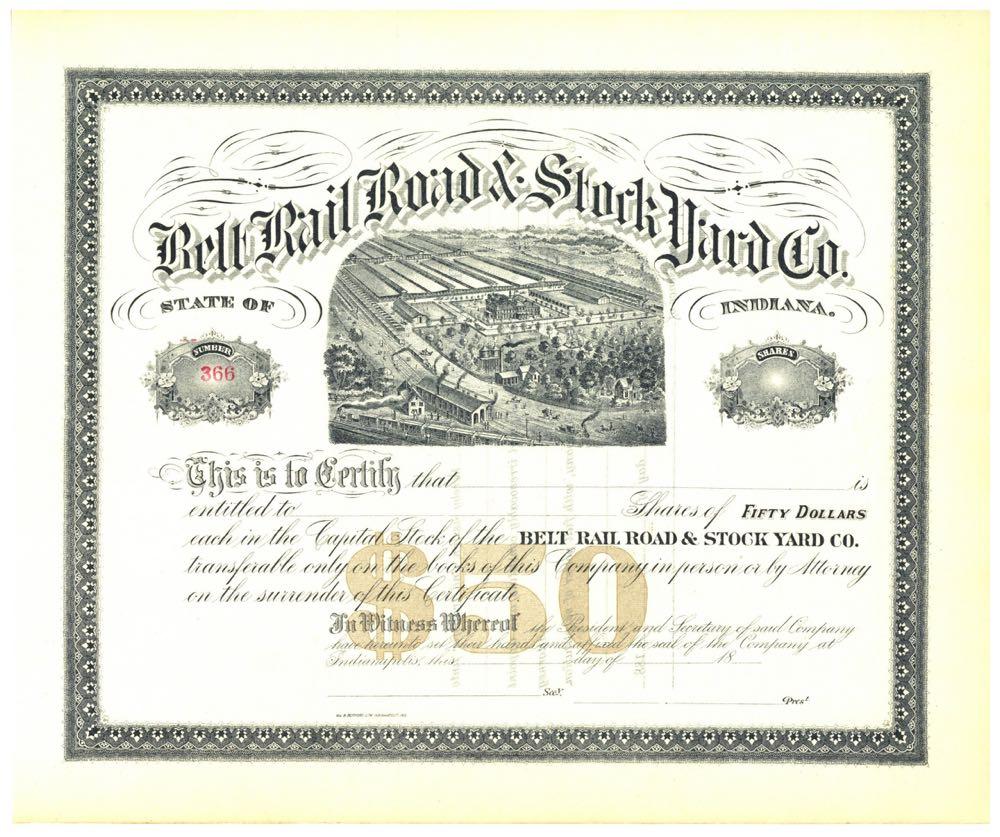 Belt Rail Road & Stock Yard Co.
STATE OF INDIANA.
NUMBER
366
SHARES
This is to Certify that is
entitled to Shares of FIFTY DOLLARS
each in the Capital Stock of the BELT RAIL ROAD & STOCK YARD CO.
transferable only on the books of this Company in person or by Attorney
on the surrender of this Certificate.
$50
In Witness Whereof the President and Secretary of said Company
have hereunto set their hands and affixed the seal of the Company at
Indianapolis, this day of 18
Secy. Prest.